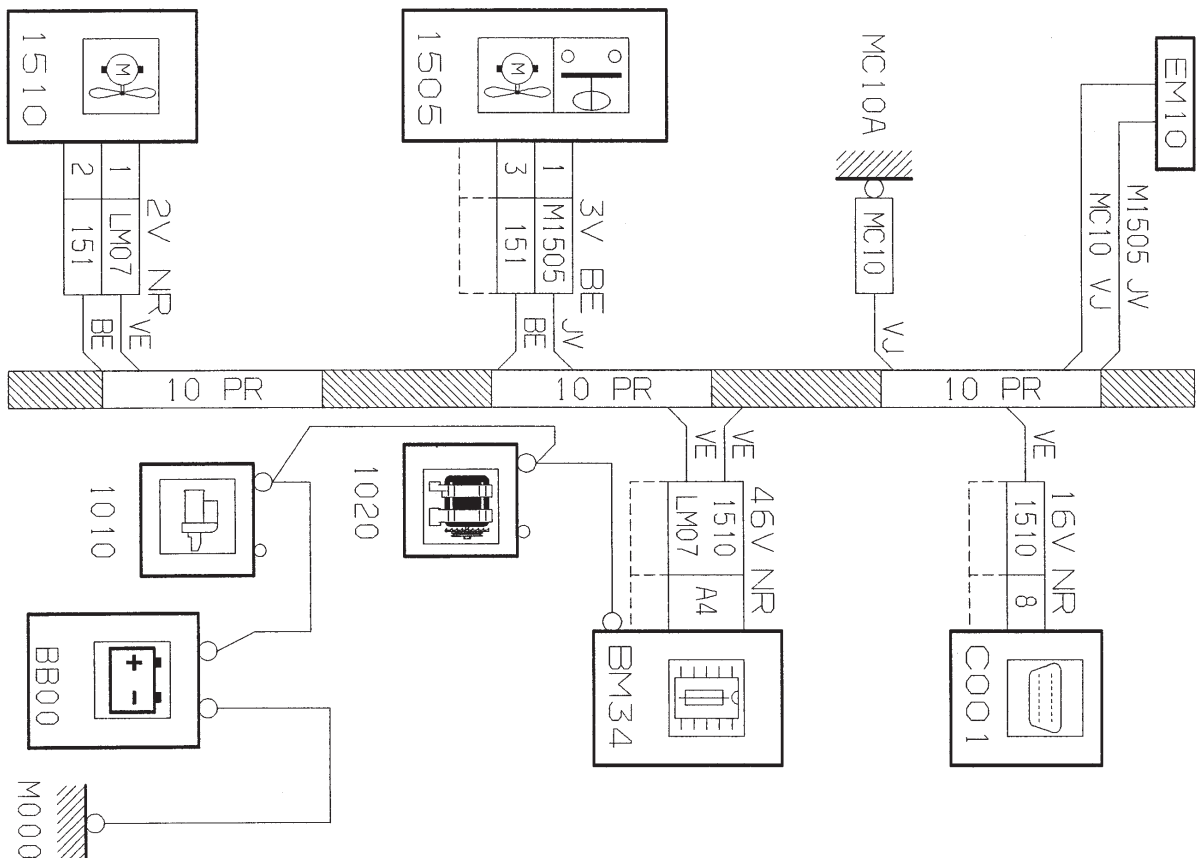 1510
1
2
LM07
151
2V NR
VE
BE
1505
1
3
M1505
151
3V BE
JV
BE
MC10A
MC10
VJ
EM10
M1505 JV
MC10 VJ
10 PR
10 PR
10 PR
1010
1020
BB00
+
-
M000
VE
VE
46V NR
1510
LM07
A4
BM34
VE
16V NR
1510
8
C001
M
M